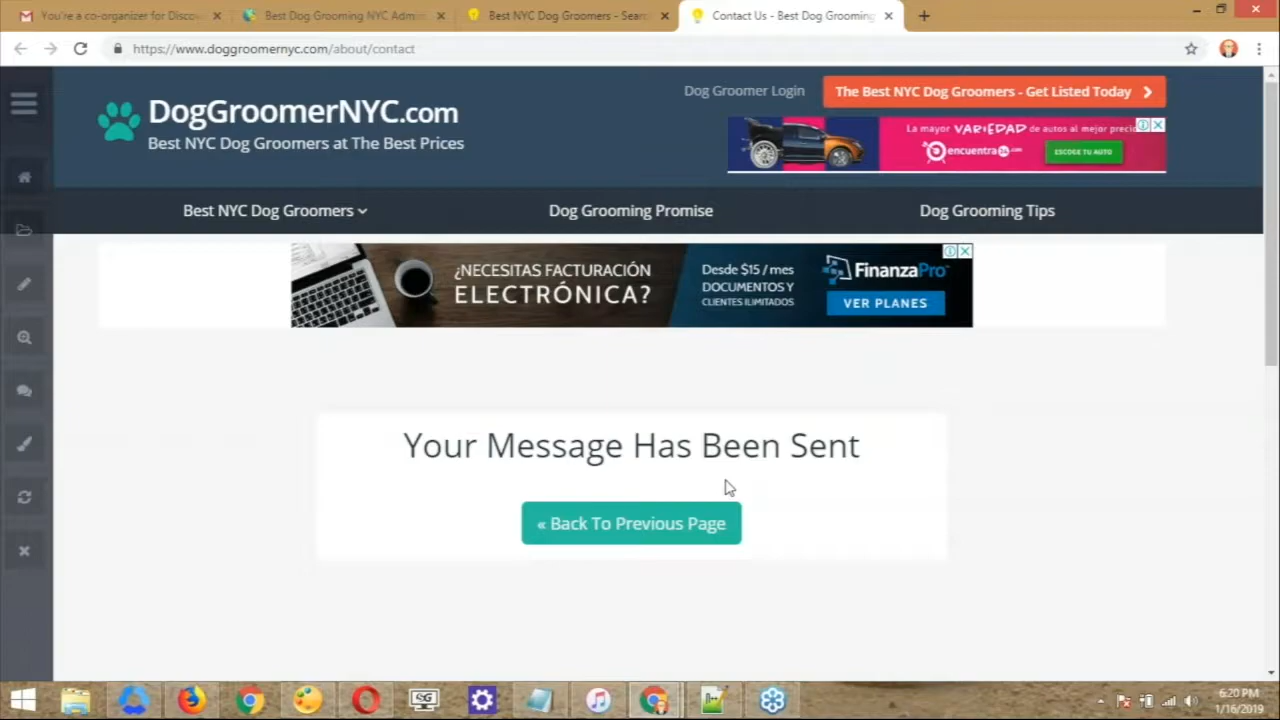 You're a co-organizer for Discov
Best Dog Grooming NYC Admi
Best NYC Dog Groomers - Sear
Contact Us - Best Dog Grooming
https://www.doggroomernyc.com/about/contact
Dog Groomer Login
The Best NYC Dog Groomers - Get Listed Today
DogGroomerNYC.com
Best NYC Dog Groomers at The Best Prices
La mayor VARIEDAD de autos al mejor precio
encuentra24.com
ESCOGE TU AUTO
Best NYC Dog Groomers
Dog Grooming Promise
Dog Grooming Tips
¿NECESITAS FACTURACIÓN
ELECTRÓNICA?
Desde $15 / mes
DOCUMENTOS Y
CLIENTES ILIMITADOS
FinanzaPro
VER PLANES
Your Message Has Been Sent
« Back To Previous Page
SG
6:20 PM
1/16/2019